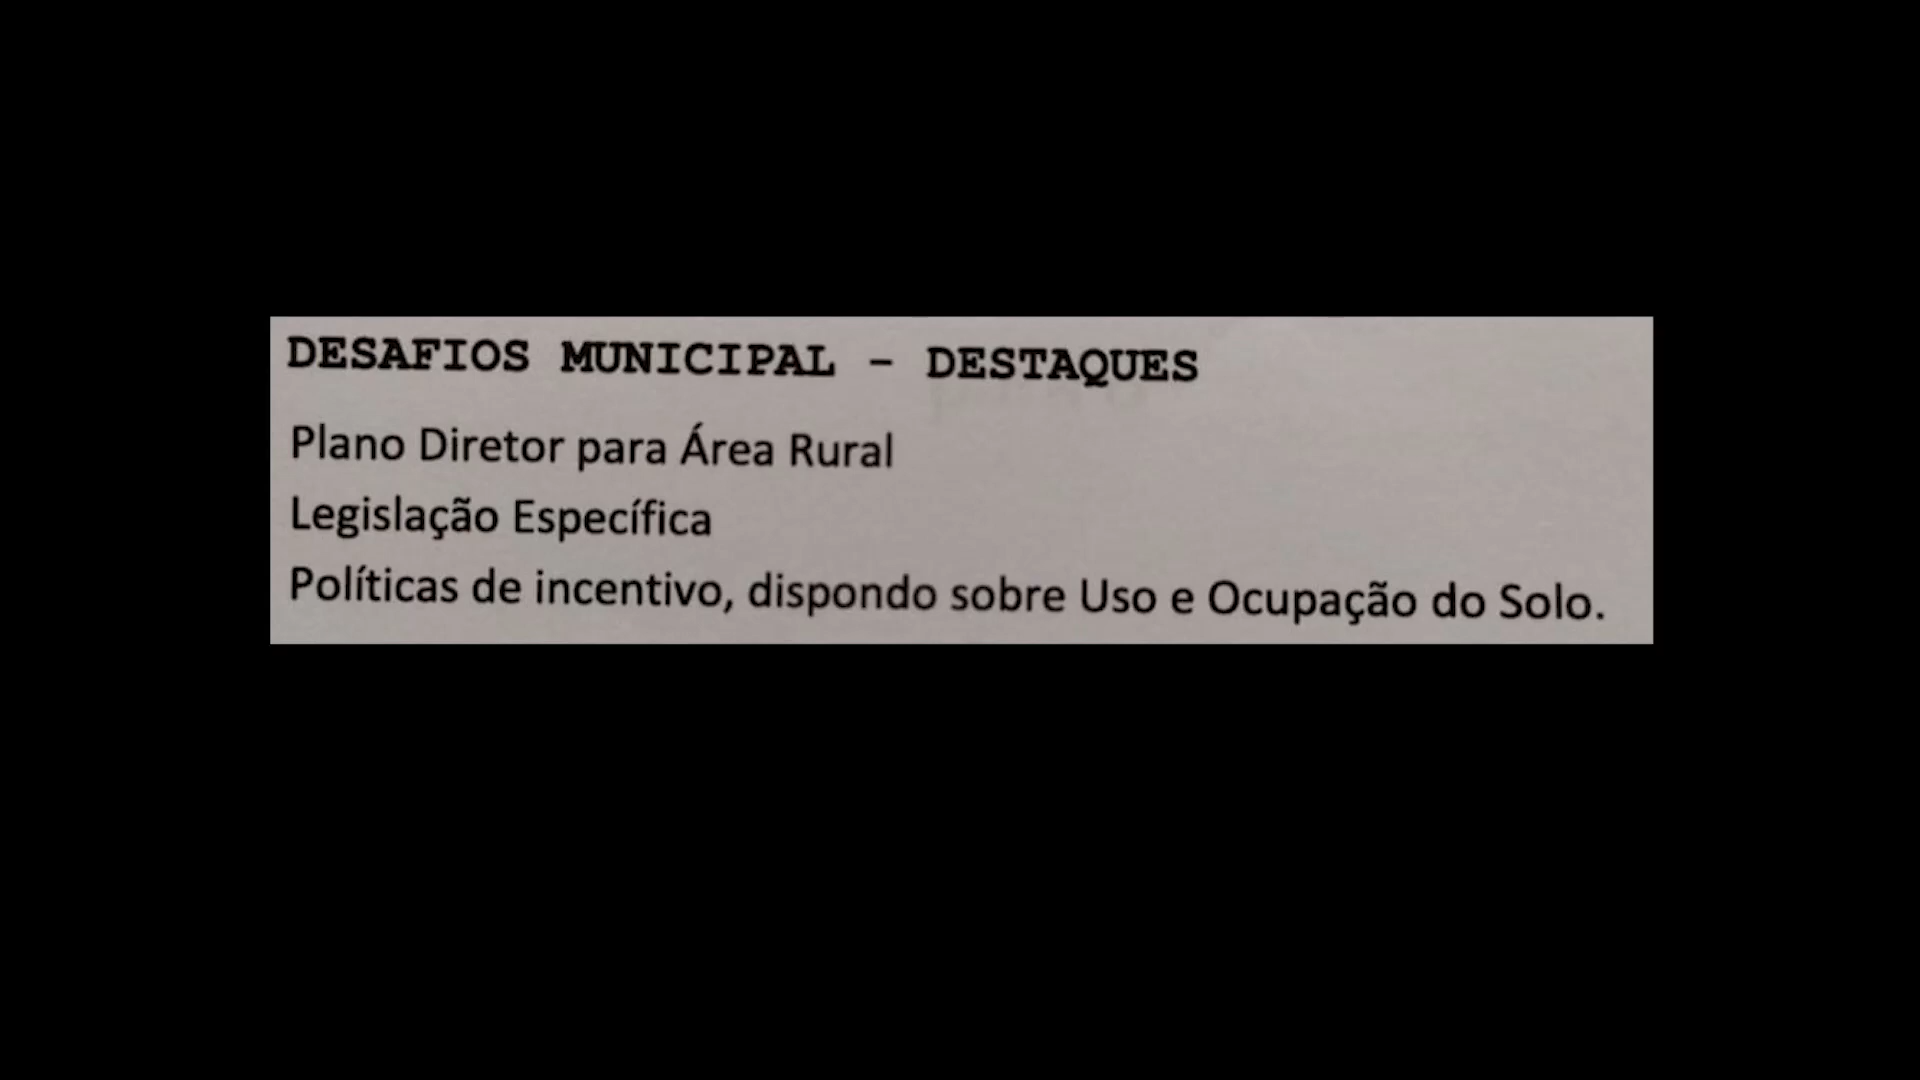 DESAFIOS MUNICIPAL - DESTAQUES
Plano Diretor para Área Rural
Legislação Específica
Políticas de incentivo, dispondo sobre Uso e Ocupação do Solo.